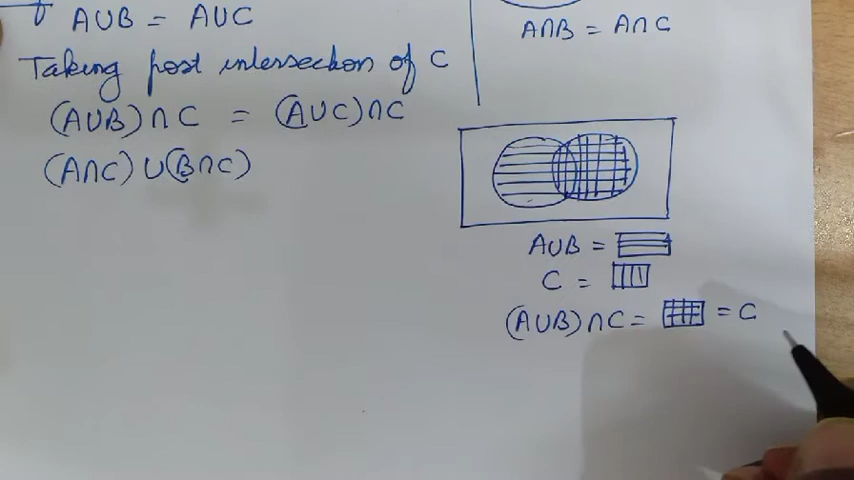 A∪B = A∪C
Taking post intersection of C
(A∪B)∩C = (A∪C)∩C
(A∩C)∪(B∩C)
A∩B = A∩C
A∪B =
C =
(A∪B)∩C = = C